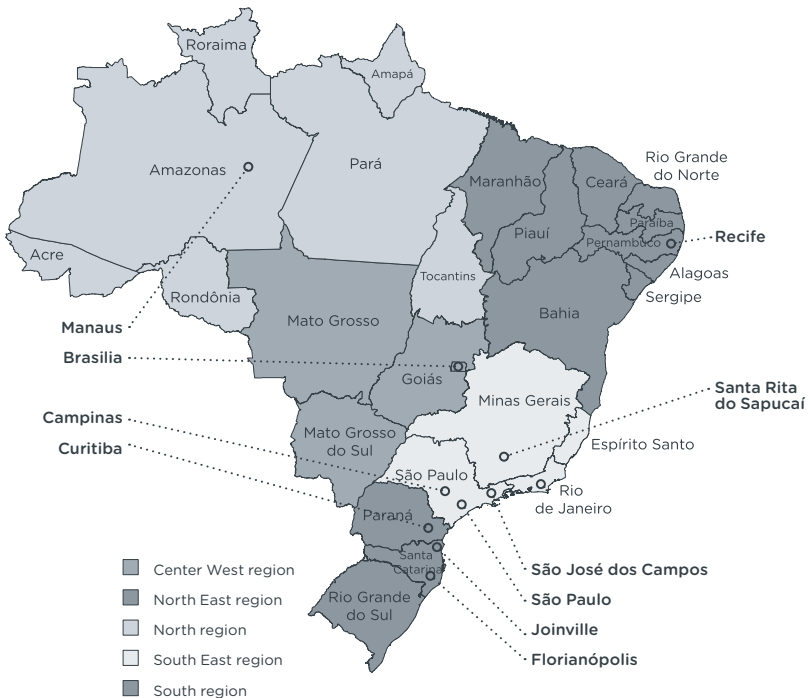 Roraima
Amapá
Amazonas
Pará
Maranhão
Ceará
Rio Grande
do Norte
Paraíba
Piauí
Pernambuco
Recife
Acre
Tocantins
Alagoas
Rondônia
Sergipe
Mato Grosso
Bahia
Manaus
Brasilia
Goiás
Minas Gerais
Santa Rita
do Sapucaí
Campinas
Curitiba
Mato Grosso
do Sul
Espírito Santo
São Paulo
Rio
de Janeiro
Paraná
Santa
Catarina
São José dos Campos
São Paulo
Joinville
Florianópolis
Rio Grande
do Sul
Center West region
North East region
North region
South East region
South region